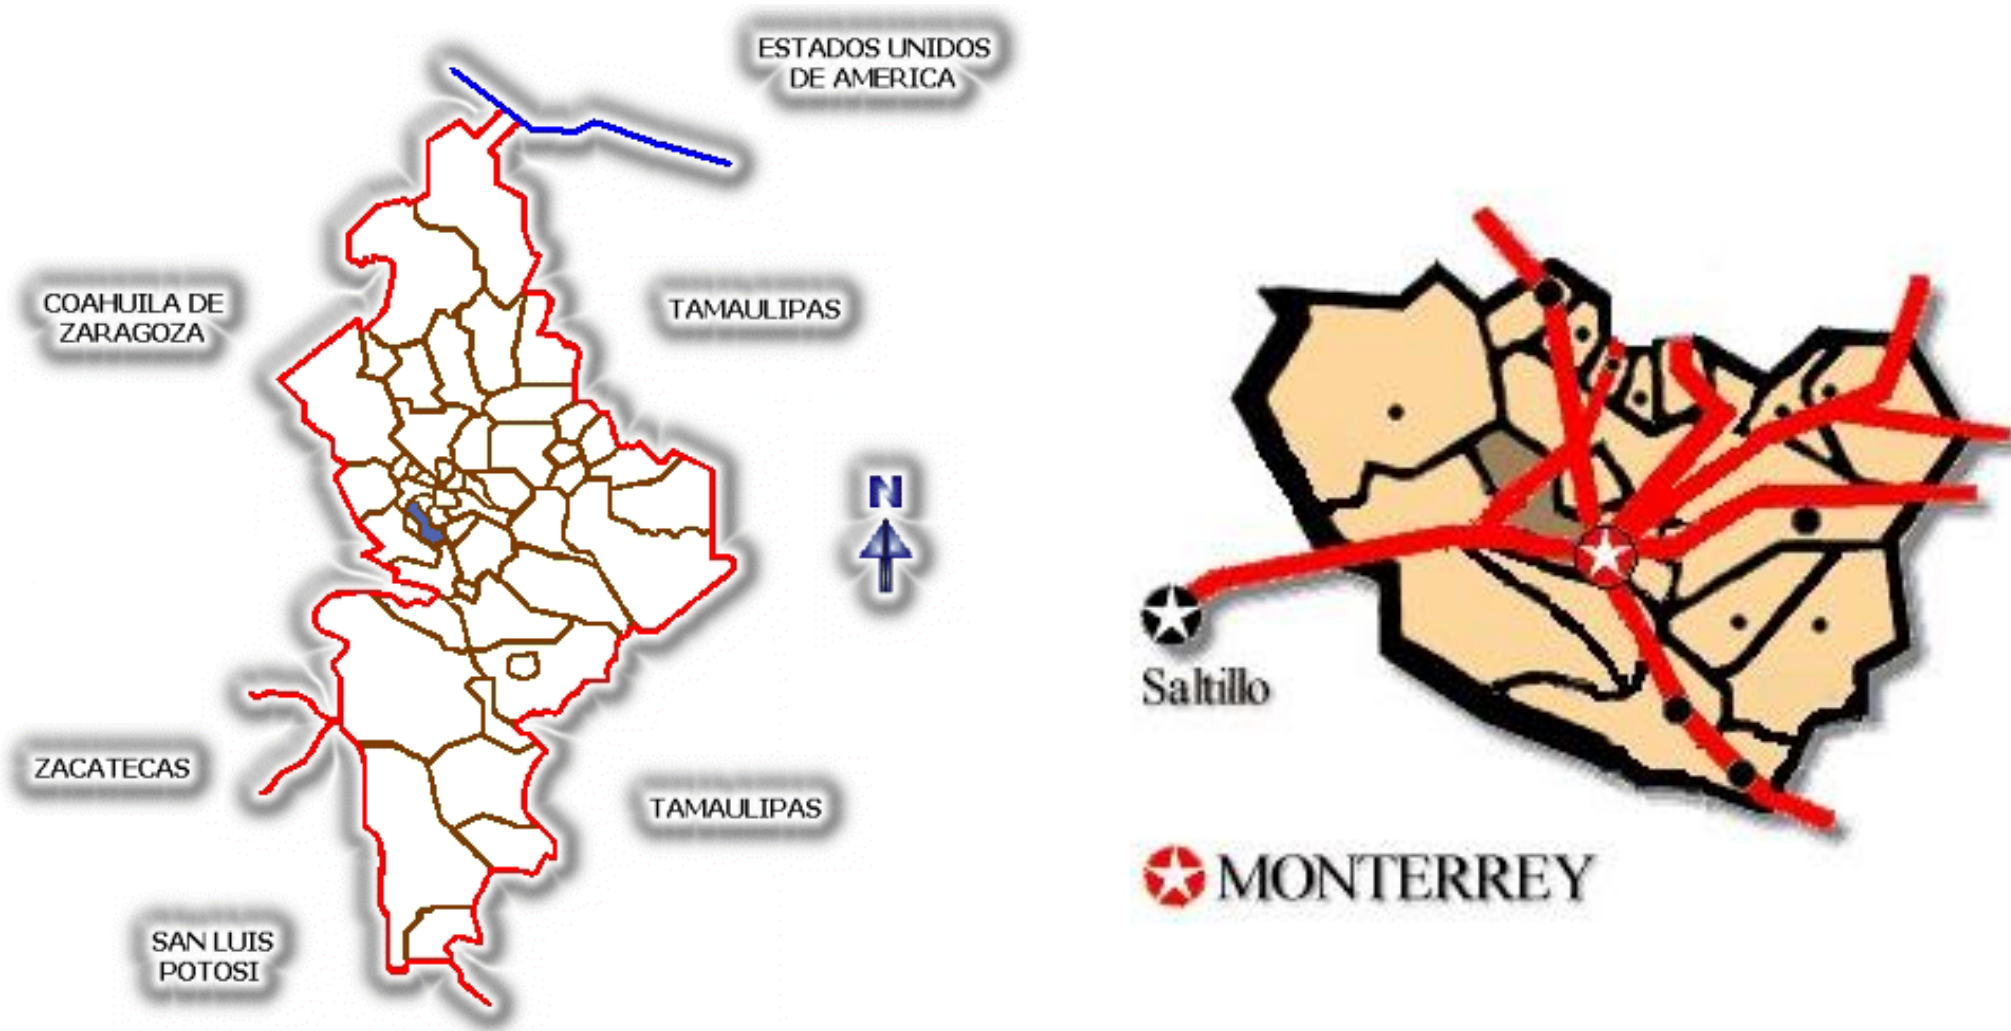 ESTADOS UNIDOS
DE AMERICA
COAHUILA DE
ZARAGOZA
TAMAULIPAS
N
ZACATECAS
TAMAULIPAS
SAN LUIS
POTOSI
Saltillo
MONTERREY